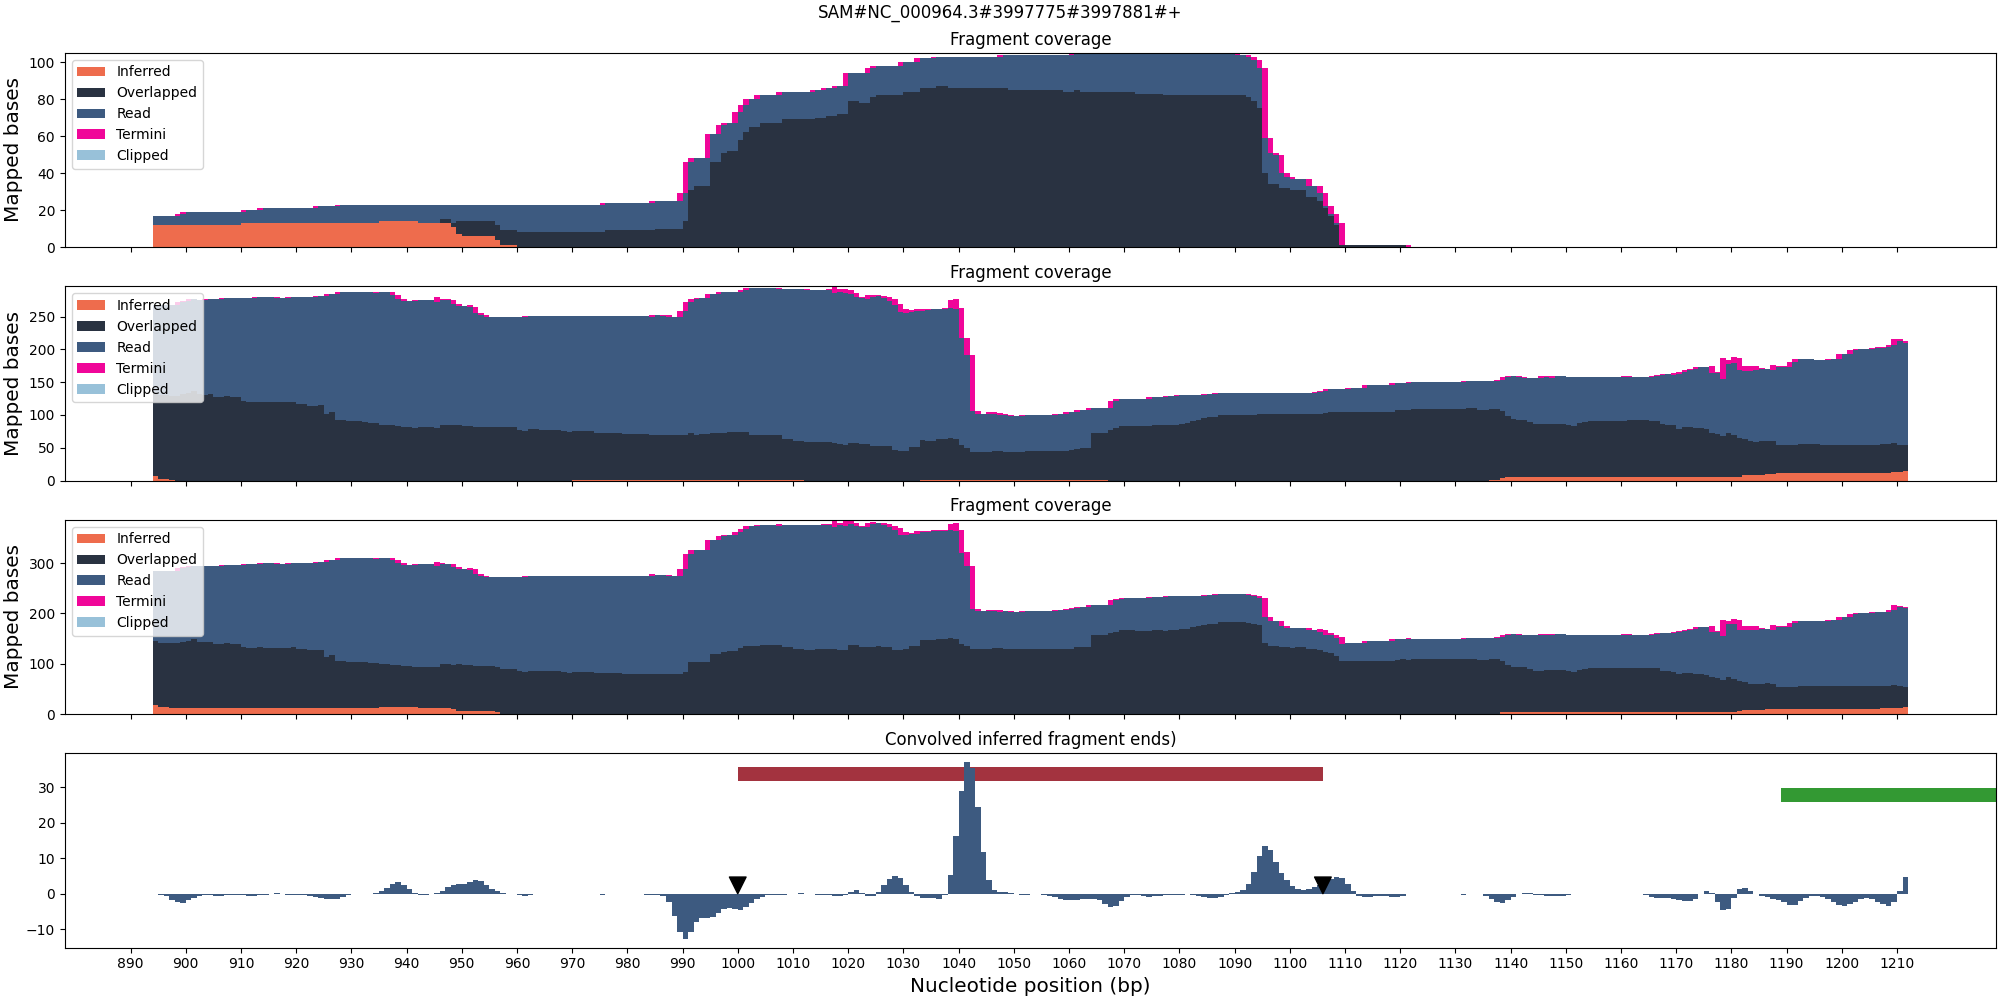 SAM#NC_000964.3#3997775#3997881#+
Fragment coverage
Mapped bases
100
80
60
40
20
0
Inferred
Overlapped
Read
Termini
Clipped
Fragment coverage
Mapped bases
250
200
150
100
50
0
Inferred
Overlapped
Read
Termini
Clipped
Fragment coverage
Mapped bases
300
200
100
0
Inferred
Overlapped
Read
Termini
Clipped
Convolved inferred fragment ends)
30
20
10
0
−10
890 900 910 920 930 940 950 960 970 980 990 1000 1010 1020 1030 1040 1050 1060 1070 1080 1090 1100 1110 1120 1130 1140 1150 1160 1170 1180 1190 1200 1210
Nucleotide position (bp)